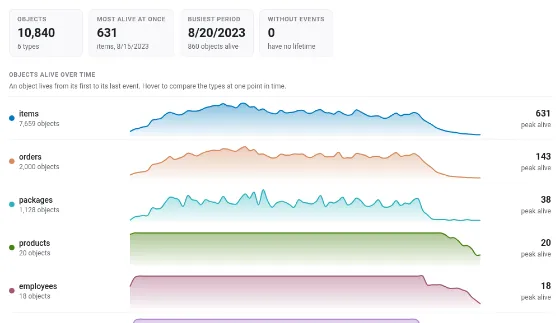 OBJECTS
10,840
6 types
MOST ALIVE AT ONCE
631
items, 8/15/2023
BUSIEST PERIOD
8/20/2023
860 objects alive
WITHOUT EVENTS
0
have no lifetime
OBJECTS ALIVE OVER TIME
An object lives from its first to its last event. Hover to compare the types at one point in time.
items
7,659 objects
631
peak alive
orders
2,000 objects
143
peak alive
packages
1,128 objects
38
peak alive
products
20 objects
20
peak alive
employees
18 objects
18
peak alive